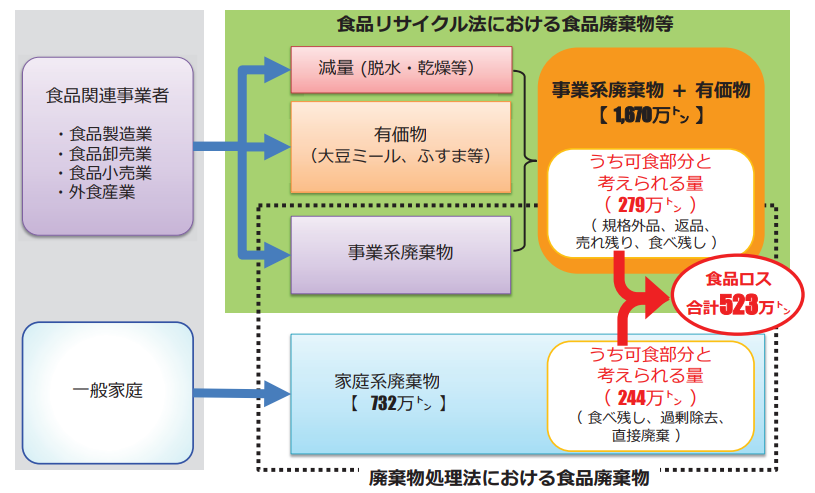 食品リサイクル法における食品廃棄物等
食品関連事業者
・食品製造業
・食品卸売業
・食品小売業
・外食産業
減量 (脱水・乾燥等)
有価物
(大豆ミール、ふすま等)
事業系廃棄物
事業系廃棄物 + 有価物
【 1,670万㌧ 】
うち可食部分と
考えられる量
( 279万㌧ )
( 規格外品、返品、
売れ残り、食べ残し )
食品ロス
合計523万㌧
一般家庭
家庭系廃棄物
【 732万㌧ 】
うち可食部分と
考えられる量
( 244万㌧ )
( 食べ残し、過剰除去、
直接廃棄 )
廃棄物処理法における食品廃棄物